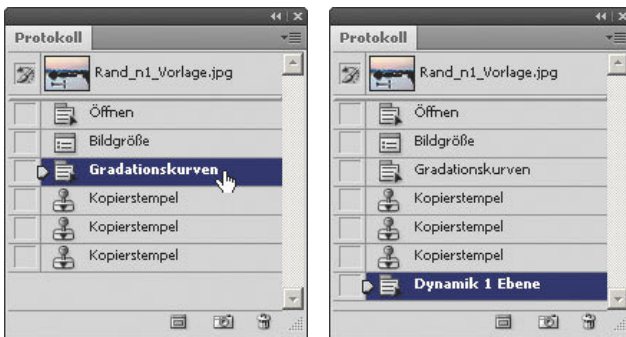 Protokoll
Rand_n1_Vorlage.jpg
Öffnen
Bildgröße
Gradationskurven
Kopierstempel
Kopierstempel
Kopierstempel
Protokoll
Rand_n1_Vorlage.jpg
Öffnen
Bildgröße
Gradationskurven
Kopierstempel
Kopierstempel
Kopierstempel
Dynamik 1 Ebene